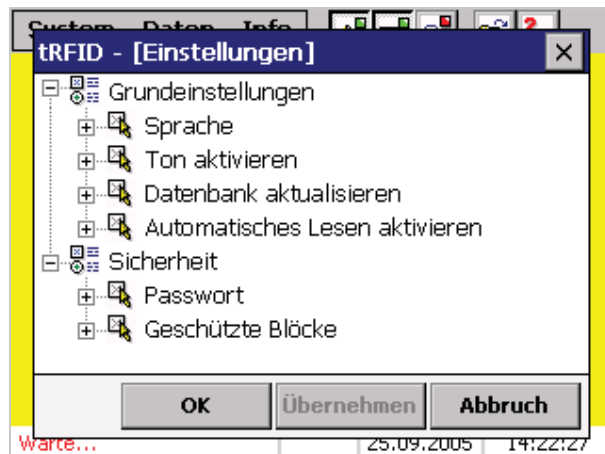 System Daten Info
tRFID - [Einstellungen]
Grundeinstellungen
Sprache
Ton aktivieren
Datenbank aktualisieren
Automatisches Lesen aktivieren
Sicherheit
Passwort
Geschützte Blöcke
OK Übernehmen Abbruch
Warte... 25.09.2005 14:22:27